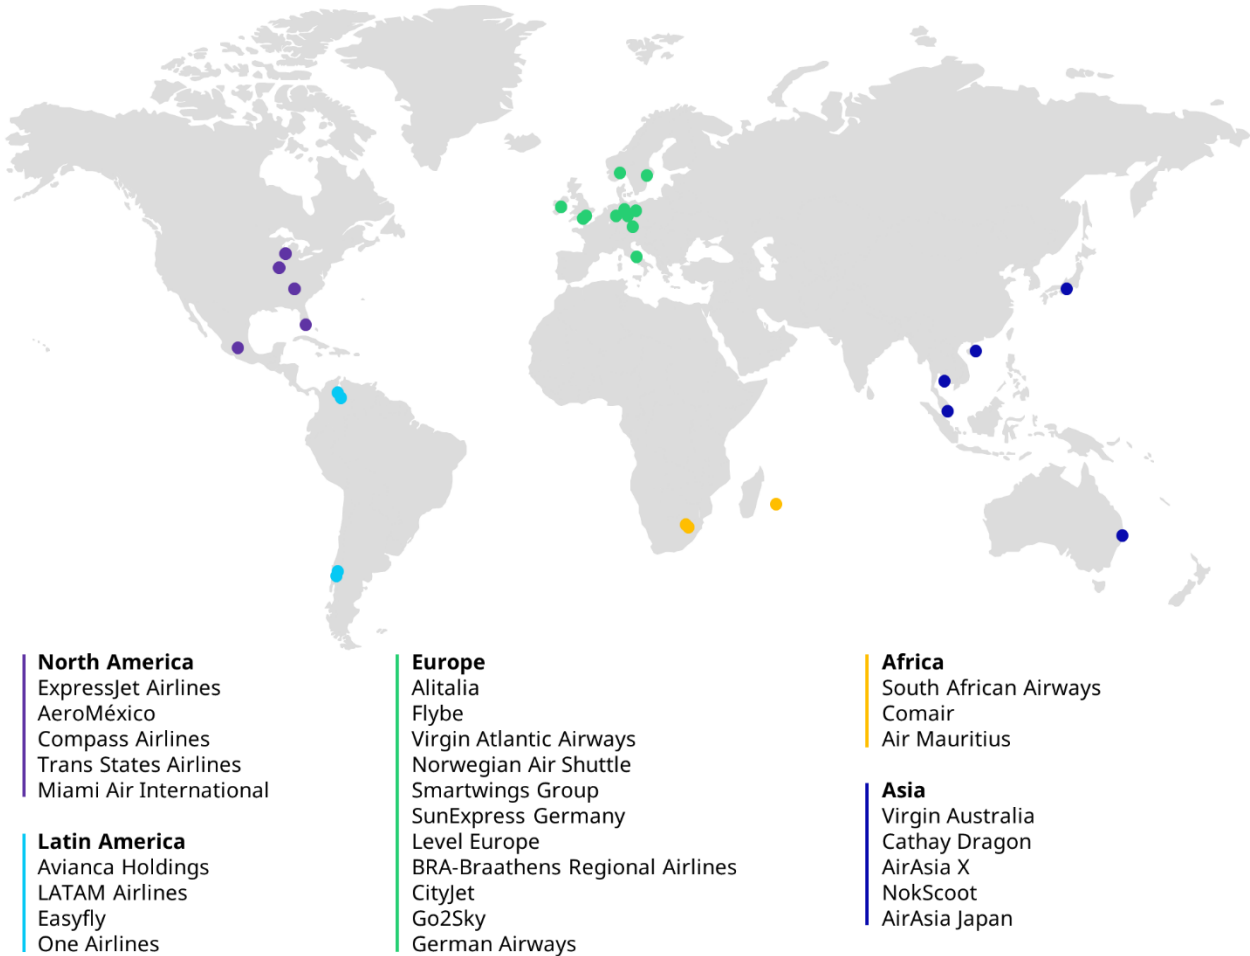 North America
ExpressJet Airlines
AeroMéxico
Compass Airlines
Trans States Airlines
Miami Air International
Latin America
Avianca Holdings
LATAM Airlines
Easyfly
One Airlines
Europe
Alitalia
Flybe
Virgin Atlantic Airways
Norwegian Air Shuttle
Smartwings Group
SunExpress Germany
Level Europe
BRA-Braathens Regional Airlines
CityJet
Go2Sky
German Airways
Africa
South African Airways
Comair
Air Mauritius
Asia
Virgin Australia
Cathay Dragon
AirAsia X
NokScoot
AirAsia Japan